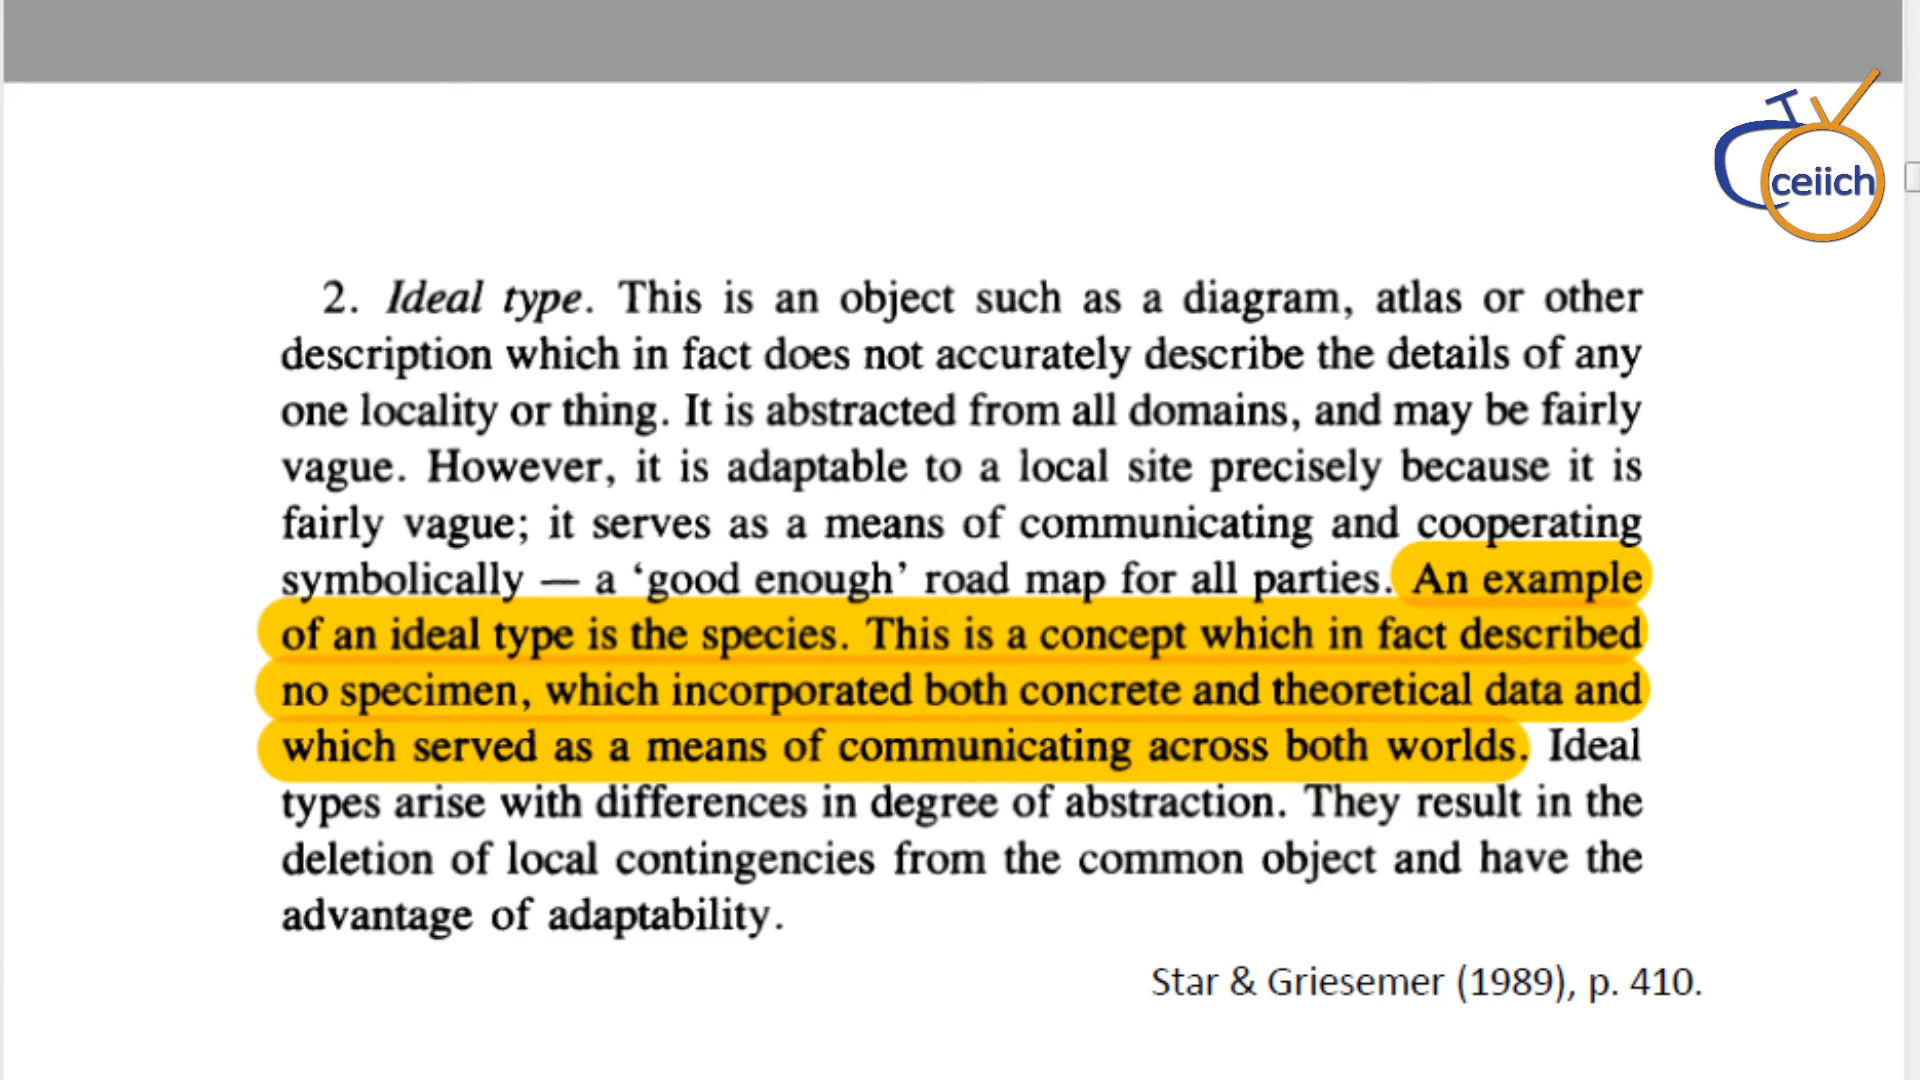 TV
ceiich
2. Ideal type. This is an object such as a diagram, atlas or other
description which in fact does not accurately describe the details of any
one locality or thing. It is abstracted from all domains, and may be fairly
vague. However, it is adaptable to a local site precisely because it is
fairly vague; it serves as a means of communicating and cooperating
symbolically — a ‘good enough’ road map for all parties. An example
of an ideal type is the species. This is a concept which in fact described
no specimen, which incorporated both concrete and theoretical data and
which served as a means of communicating across both worlds. Ideal
types arise with differences in degree of abstraction. They result in the
deletion of local contingencies from the common object and have the
advantage of adaptability.
Star & Griesemer (1989), p. 410.